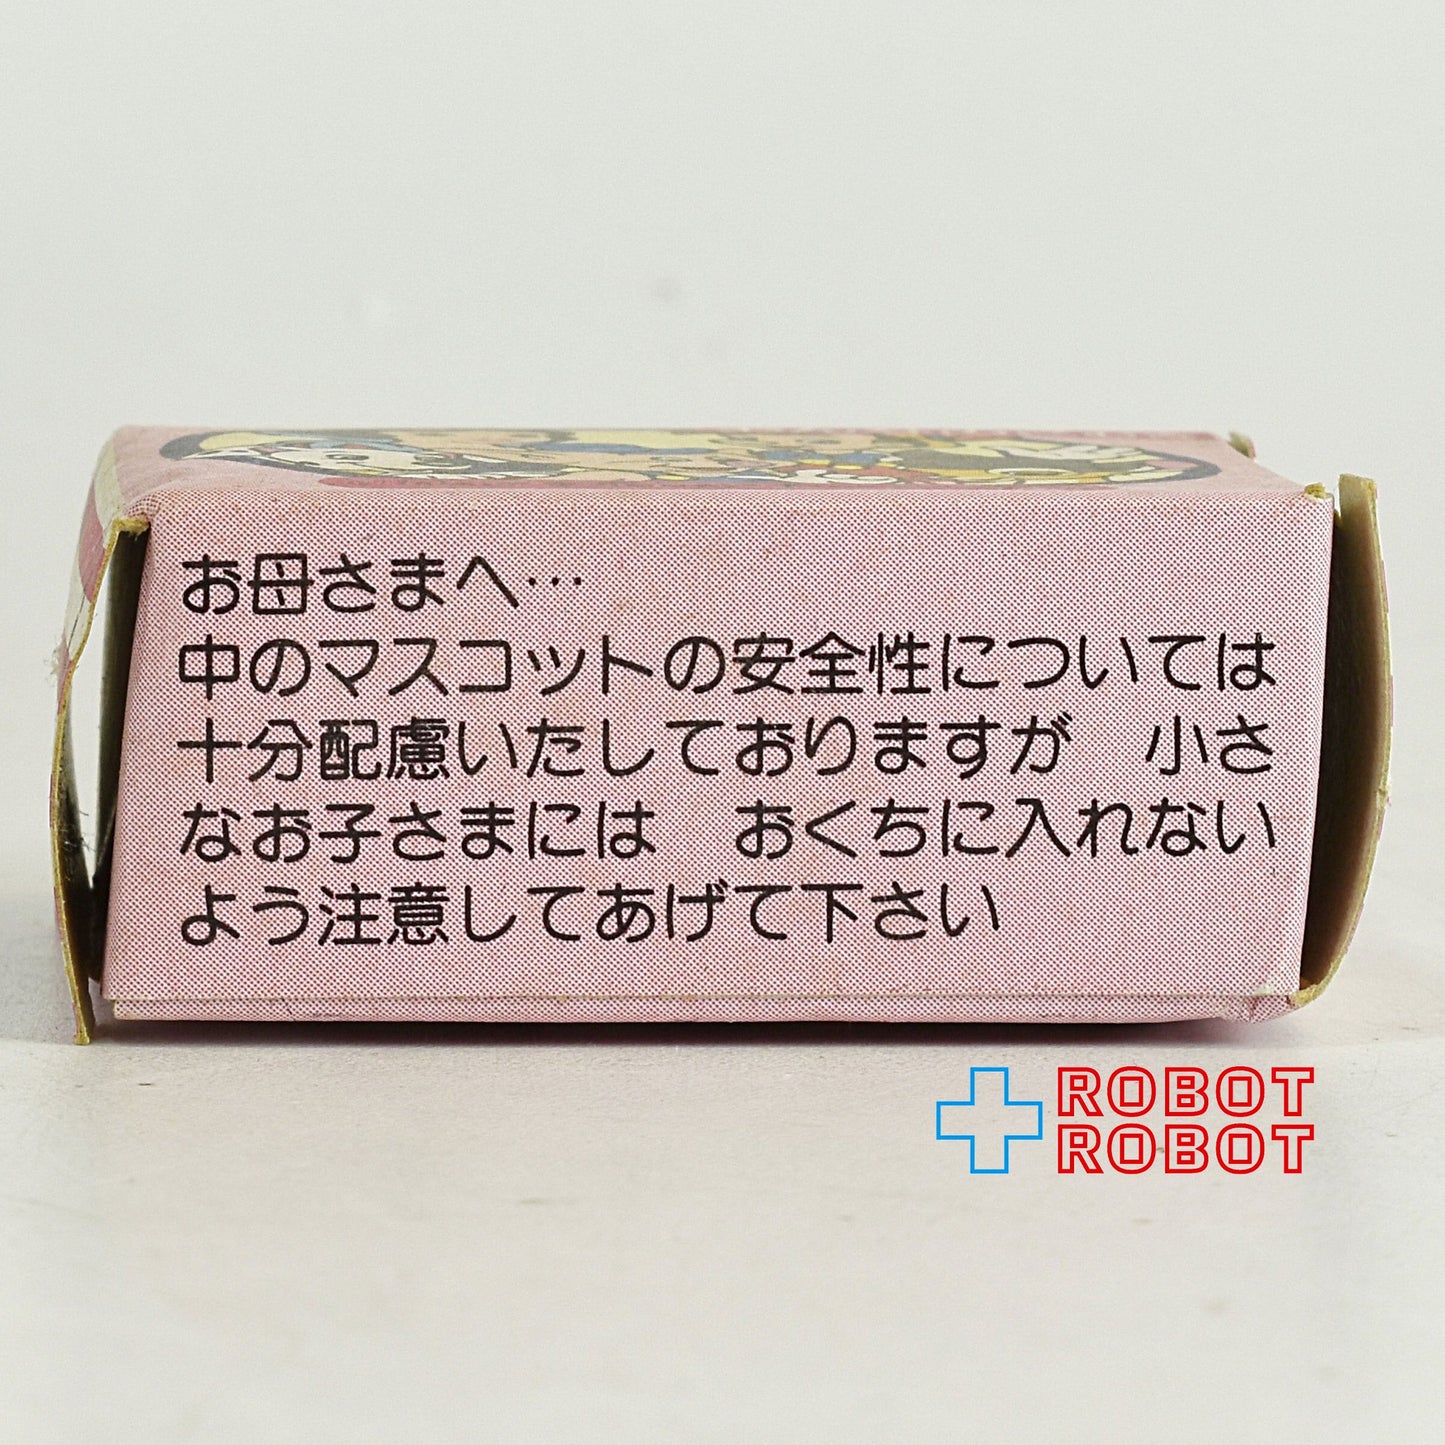 お母さまへ…
中のマスコットの安全性については
十分配慮いたしておりますが　小さ
なお子さまには　おくちに入れない
よう注意してあげて下さい
ROBOT
ROBOT